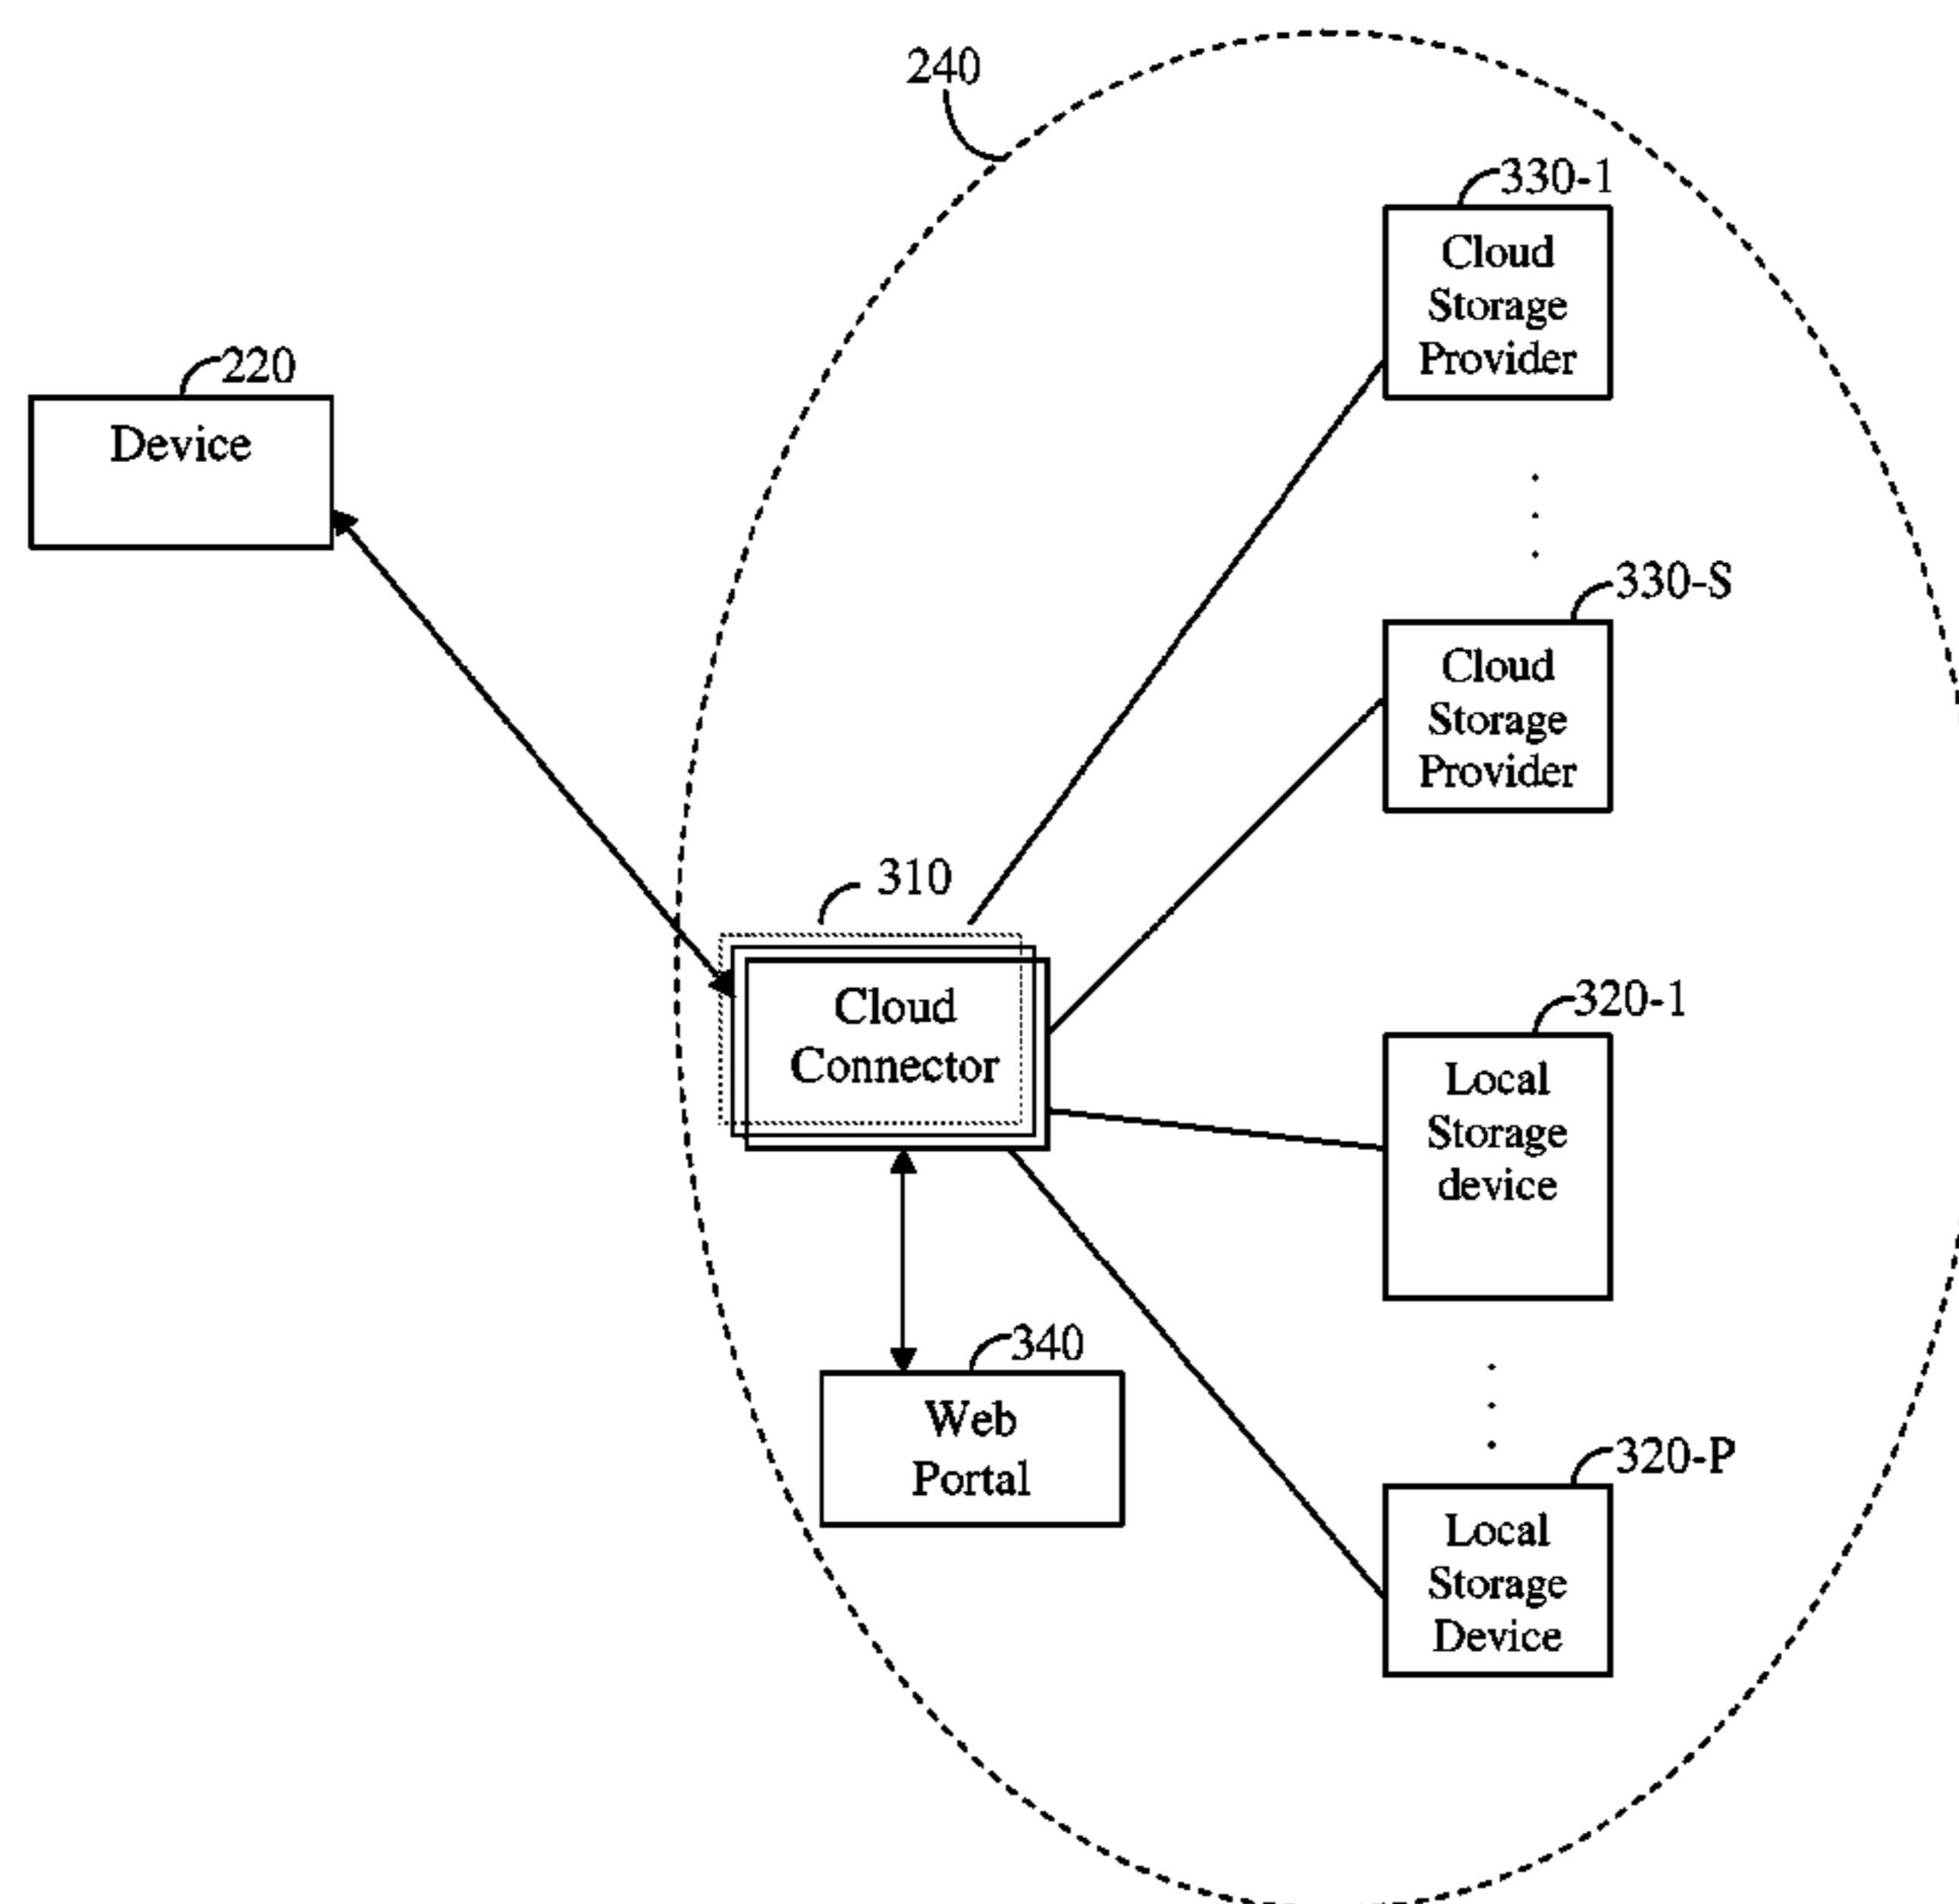 240
330-1
Cloud
Storage
Provider
220
Device
330-S
Cloud
Storage
Provider
310
Cloud
Connector
320-1
Local
Storage
device
340
Web
Portal
320-P
Local
Storage
Device